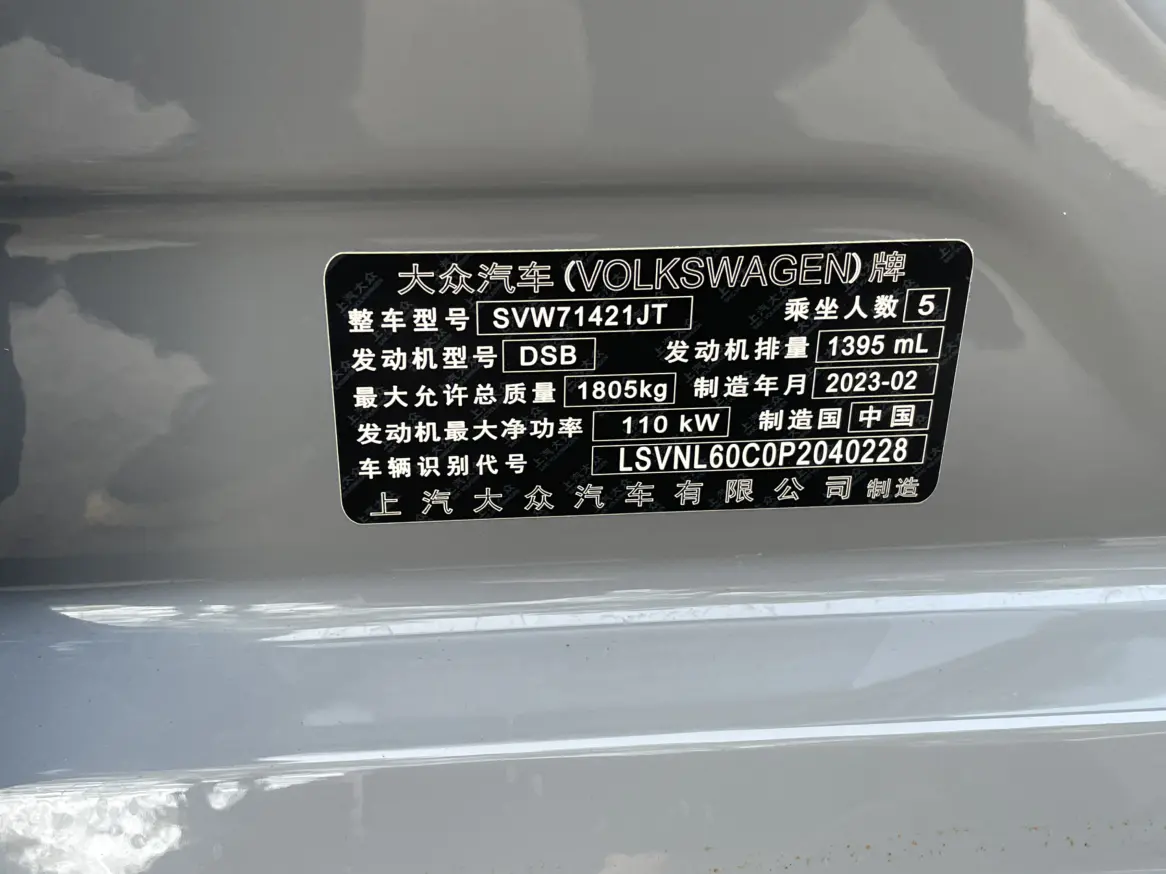 大众汽车(VOLKSWAGEN)牌
整车型号 SVW71421JT 乘坐人数 5
发动机型号 DSB 发动机排量 1395 mL
最大允许总质量 1805kg 制造年月 2023-02
发动机最大净功率 110 kW 制造国 中国
车辆识别代号 LSVNL60C0P2040228
上汽大众汽车有限公司 制造